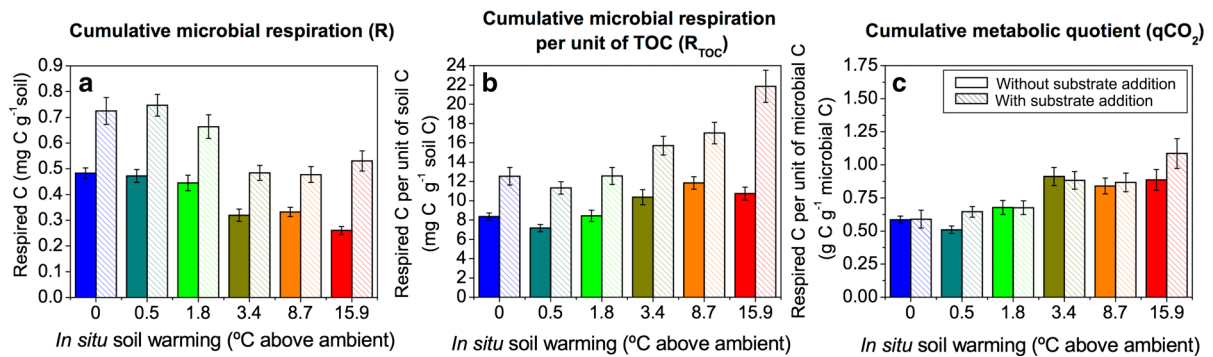 Cumulative microbial respiration (R)
a
0.9
0.8
0.7
0.6
0.5
0.4
0.3
0.2
0.1
0.0
Respired C (mg C g⁻¹soil)
0 0.5 1.8 3.4 8.7 15.9
In situ soil warming (ºC above ambient)
Cumulative microbial respiration
per unit of TOC (R_TOC)
b
24
22
20
18
16
14
12
10
8
6
4
2
0
Respired C per unit of soil C
(mg C g⁻¹ soil C)
0 0.5 1.8 3.4 8.7 15.9
In situ soil warming (ºC above ambient)
Cumulative metabolic quotient (qCO₂)
c
Without substrate addition
With substrate addition
1.75
1.50
1.25
1.00
0.75
0.50
0.25
0.00
Respired C per unit of microbial C
(g C g⁻¹ microbial C)
0 0.5 1.8 3.4 8.7 15.9
In situ soil warming (ºC above ambient)